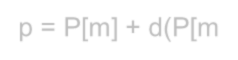 p = P[m] + d(P[m